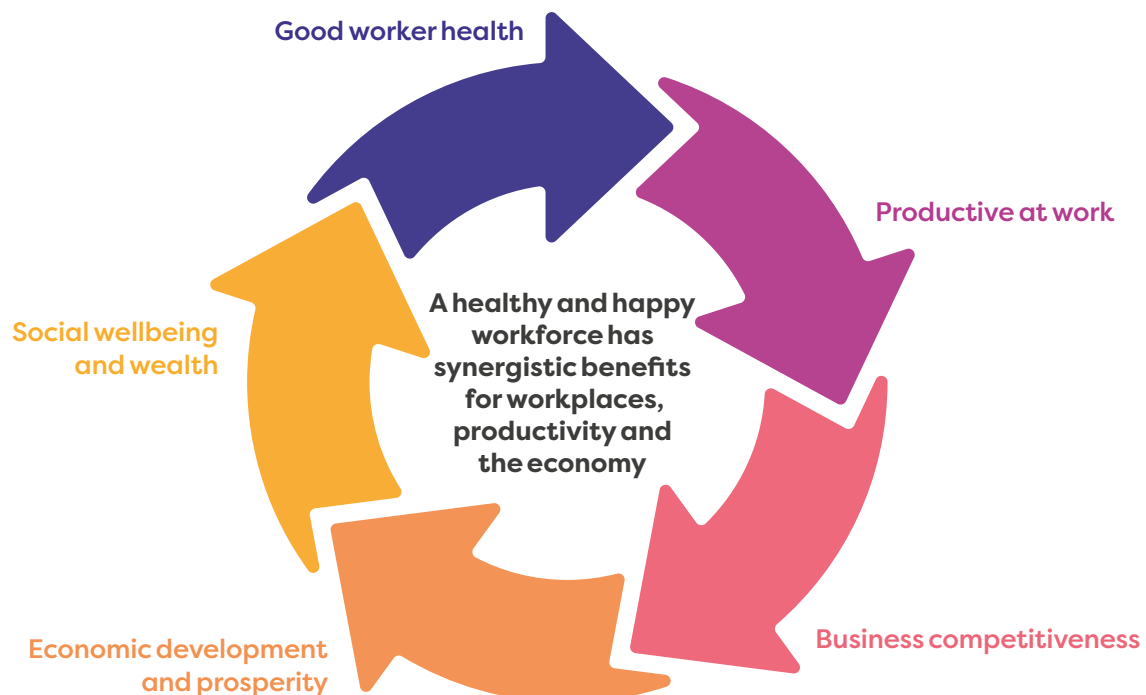 Good worker health
Productive at work
A healthy and happy
workforce has
synergistic benefits
for workplaces,
productivity and
the economy
Social wellbeing
and wealth
Business competitiveness
Economic development
and prosperity